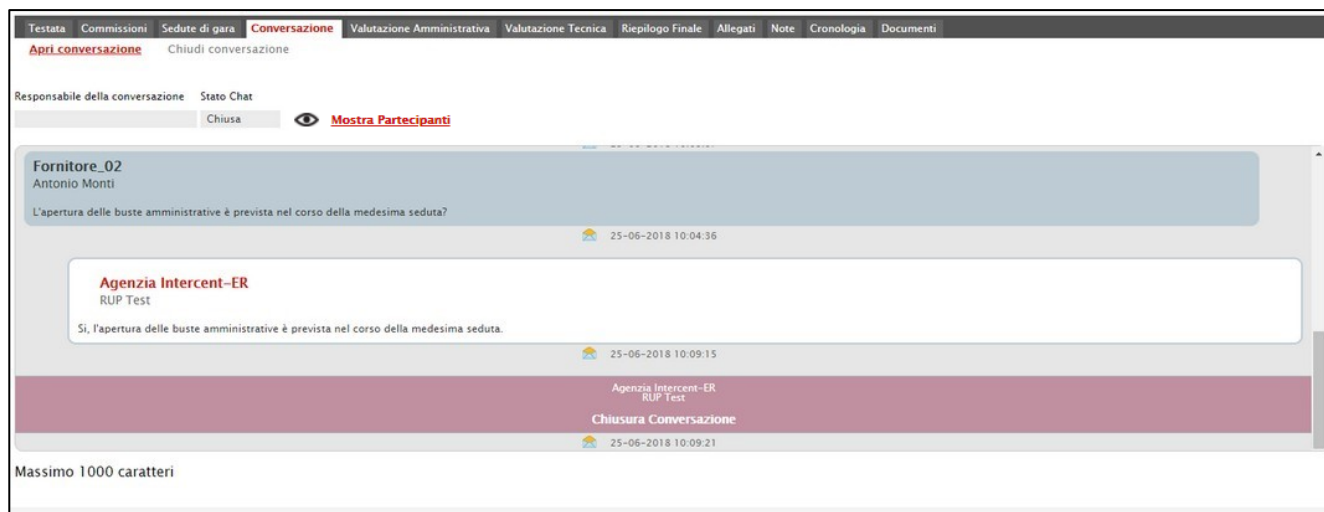 Testata Commissioni Sedute di gara Conversazione Valutazione Amministrativa Valutazione Tecnica Riepilogo Finale Allegati Note Cronologia Documenti
Apri conversazione Chiudi conversazione
Responsabile della conversazione Stato Chat
Chiusa Mostra Partecipanti
Fornitore_02
Antonio Monti
L'apertura delle buste amministrative è prevista nel corso della medesima seduta?
25-06-2018 10:04:36
Agenzia Intercent-ER
RUP Test
Si, l'apertura delle buste amministrative è prevista nel corso della medesima seduta.
25-06-2018 10:09:15
Agenzia Intercent-ER
RUP Test
Chiusura Conversazione
25-06-2018 10:09:21
Massimo 1000 caratteri